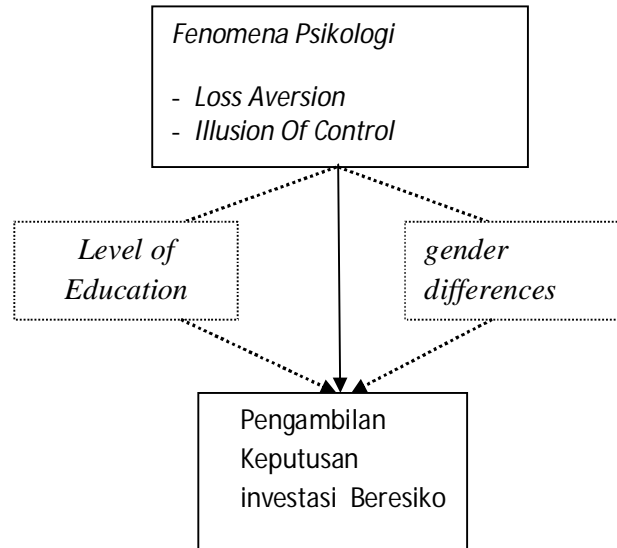 Fenomena Psikologi
- Loss Aversion
- Illusion Of Control
Level of
Education
gender
differences
Pengambilan
Keputusan
investasi Beresiko